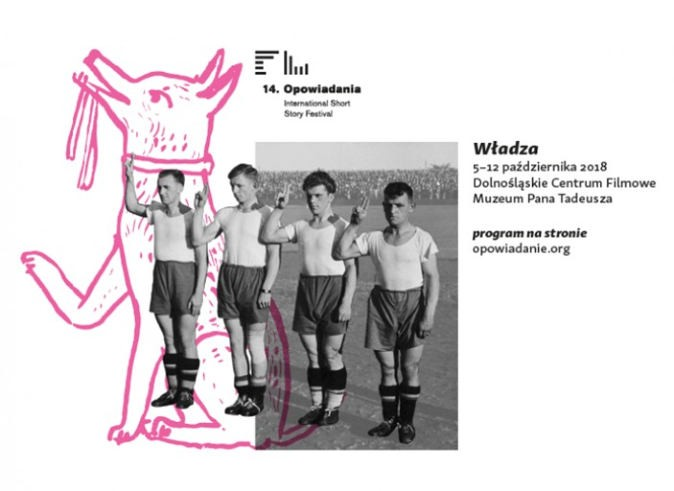 14. Opowiadania
International Short
Story Festival
Władza
5–12 października 2018
Dolnośląskie Centrum Filmowe
Muzeum Pana Tadeusza
program na stronie
opowiadanie.org